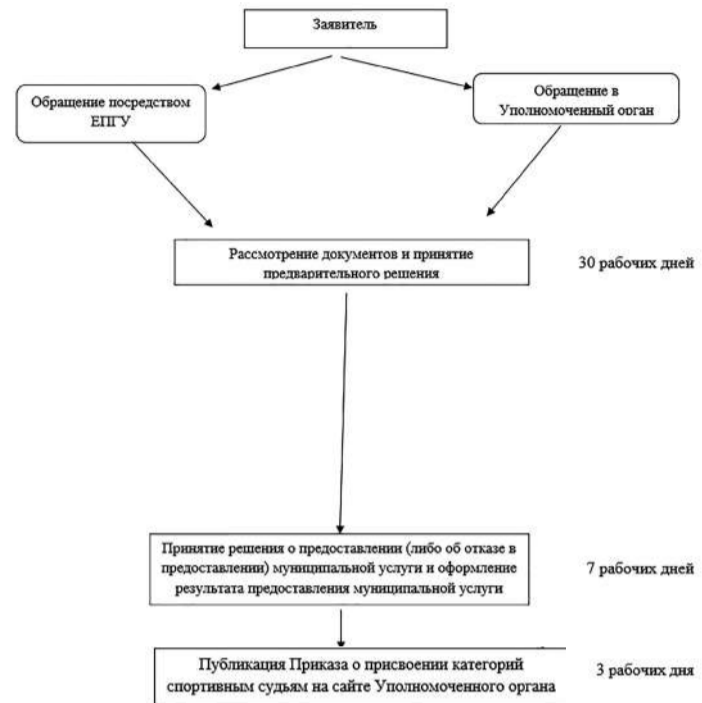 Заявитель
Обращение посредством
ЕПГУ
Обращение в
Уполномоченный орган
Рассмотрение документов и принятие
предварительного решения
30 рабочих дней
Принятие решения о предоставлении (либо об отказе в
предоставлении) муниципальной услуги и оформление
результата предоставления муниципальной услуги
7 рабочих дней
Публикация Приказа о присвоении категорий
спортивным судьям на сайте Уполномоченного органа
3 рабочих дня